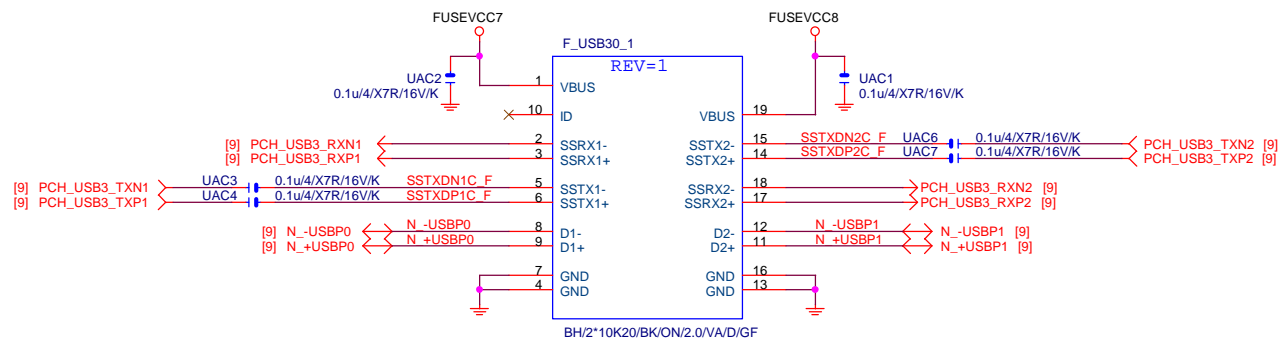 FUSEVCC7
FUSEVCC8
F_USB30_1
REV=1
UAC2
0.1u/4/X7R/16V/K
UAC1
0.1u/4/X7R/16V/K
1 VBUS
10 ID
VBUS 19
[9] PCH_USB3_RXN1 2 SSRX1-
[9] PCH_USB3_RXP1 3 SSRX1+
SSTX2- 15 SSTXDN2C_F UAC6 0.1u/4/X7R/16V/K PCH_USB3_TXN2 [9]
SSTX2+ 14 SSTXDP2C_F UAC7 0.1u/4/X7R/16V/K PCH_USB3_TXP2 [9]
[9] PCH_USB3_TXN1 UAC3 0.1u/4/X7R/16V/K SSTXDN1C_F 5 SSTX1-
[9] PCH_USB3_TXP1 UAC4 0.1u/4/X7R/16V/K SSTXDP1C_F 6 SSTX1+
SSRX2- 18 PCH_USB3_RXN2 [9]
SSRX2+ 17 PCH_USB3_RXP2 [9]
[9] N_-USBP0 N_-USBP0 8 D1-
[9] N_+USBP0 N_+USBP0 9 D1+
D2- 12 N_-USBP1 N_-USBP1 [9]
D2+ 11 N_+USBP1 N_+USBP1 [9]
7 GND
4 GND
GND 16
GND 13
BH/2*10K20/BK/ON/2.0/VA/D/GF